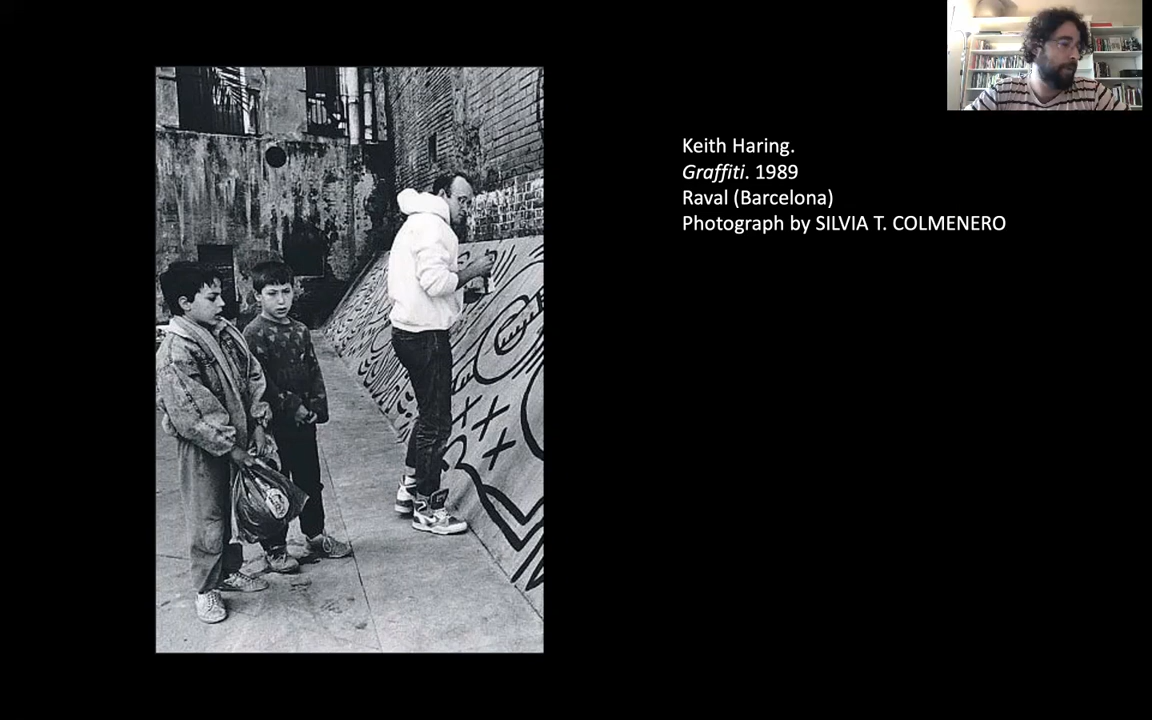 Keith Haring.
Graffiti. 1989
Raval (Barcelona)
Photograph by SILVIA T. COLMENERO